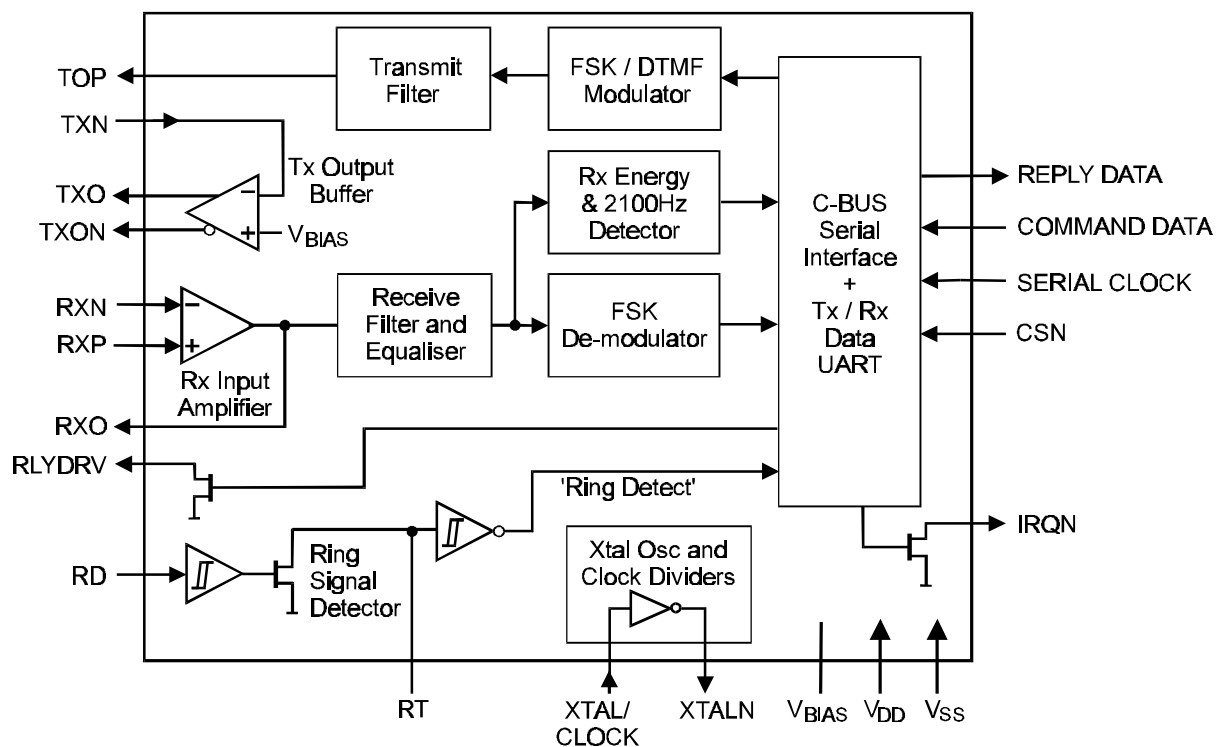 TOP
TXN
TXO
TXON
RXN
RXP
RXO
RLYDRV
RD
Transmit
Filter
FSK / DTMF
Modulator
Tx Output
Buffer
VBIAS
Rx Energy
& 2100Hz
Detector
Receive
Filter and
Equaliser
FSK
De-modulator
Rx Input
Amplifier
C-BUS
Serial
Interface
+
Tx / Rx
Data
UART
REPLY DATA
COMMAND DATA
SERIAL CLOCK
CSN
IRQN
'Ring Detect'
Ring
Signal
Detector
Xtal Osc and
Clock Dividers
RT
XTAL/
CLOCK
XTALN
VBIAS
VDD
VSS